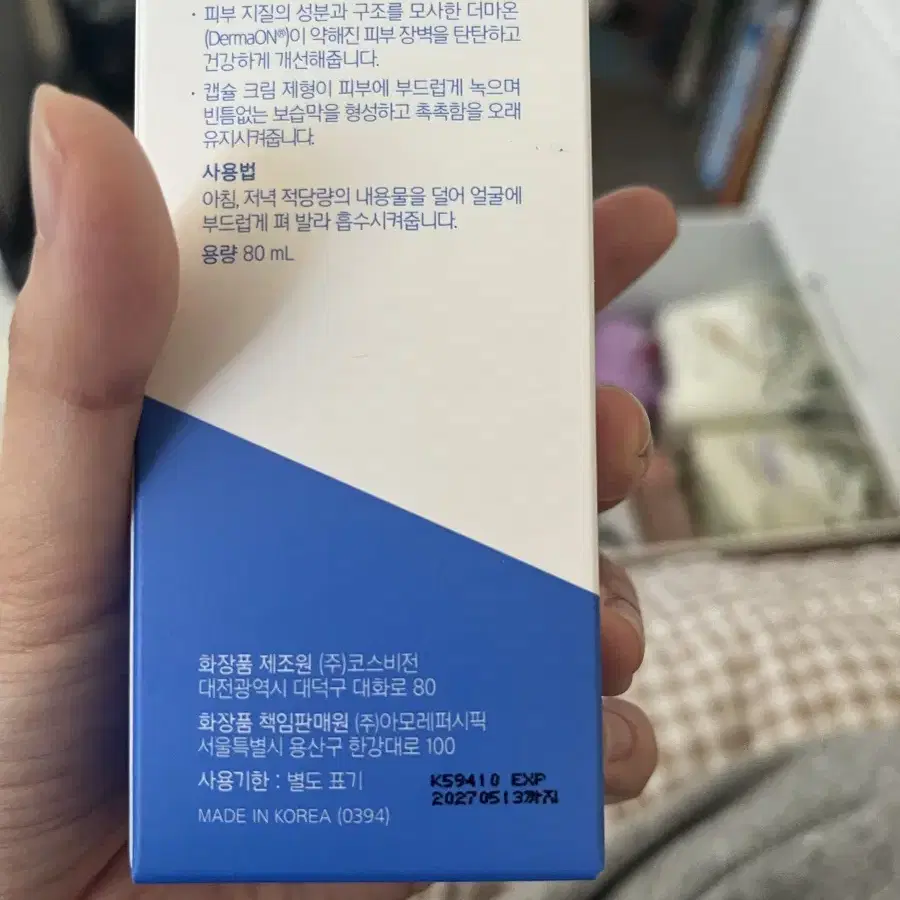 · 피부 지질의 성분과 구조를 모사한 더마온
(DermaON®)이 약해진 피부 장벽을 탄탄하고
건강하게 개선해줍니다.
· 캡슐 크림 제형이 피부에 부드럽게 녹으며
빈틈없는 보습막을 형성하고 촉촉함을 오래
유지시켜줍니다.
사용법
아침, 저녁 적당량의 내용물을 덜어 얼굴에
부드럽게 펴 발라 흡수시켜줍니다.
용량 80 mL
화장품 제조원 (주)코스비전
대전광역시 대덕구 대화로 80
화장품 책임판매원 (주)아모레퍼시픽
서울특별시 용산구 한강대로 100
사용기한 : 별도 표기
K59410 EXP
20270513까지
MADE IN KOREA (0394)